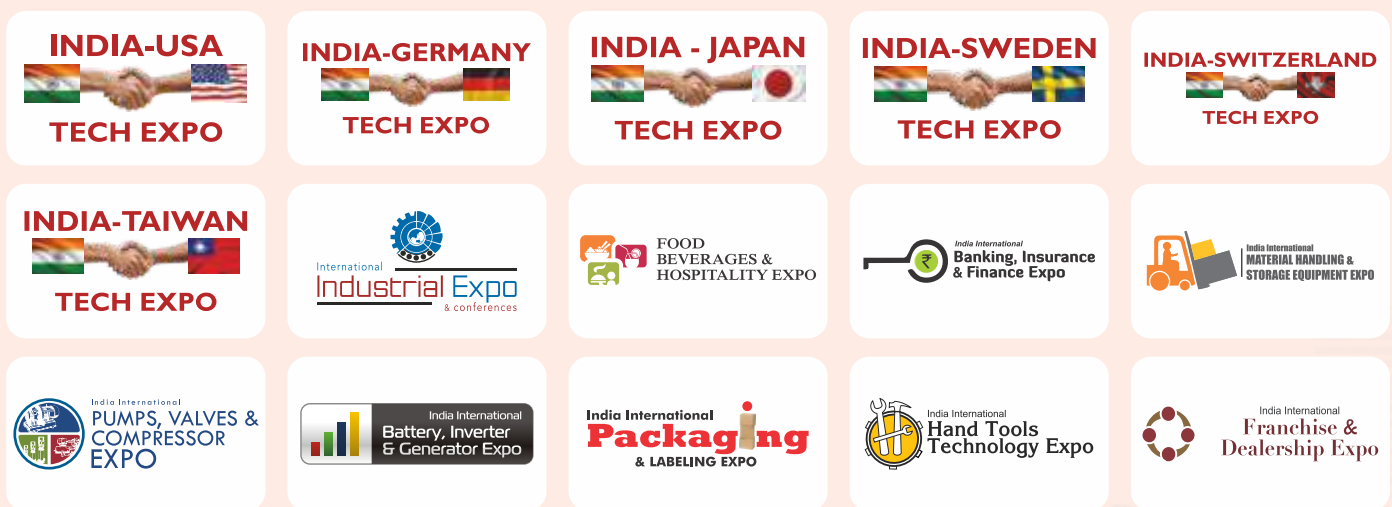 INDIA-USA
TECH EXPO
INDIA-GERMANY
TECH EXPO
INDIA - JAPAN
TECH EXPO
INDIA-SWEDEN
TECH EXPO
INDIA-SWITZERLAND
TECH EXPO
INDIA-TAIWAN
TECH EXPO
International
Industrial Expo
& conferences
FOOD
BEVERAGES &
HOSPITALITY EXPO
India International
Banking, Insurance
& Finance Expo
₹
India International
MATERIAL HANDLING &
STORAGE EQUIPMENT EXPO
India International
PUMPS, VALVES &
COMPRESSOR
EXPO
India International
Battery, Inverter
& Generator Expo
India International
Packaging
& LABELING EXPO
India International
Hand Tools
Technology Expo
India International
Franchise &
Dealership Expo